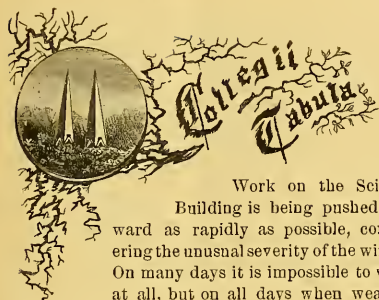 Collegii
Tabula.
Work on the Sci
Building is being pushed
ward as rapidly as possible, co
ering the unusnal severity of the wi
On many days it is impossible to
at all, but on all days when wea